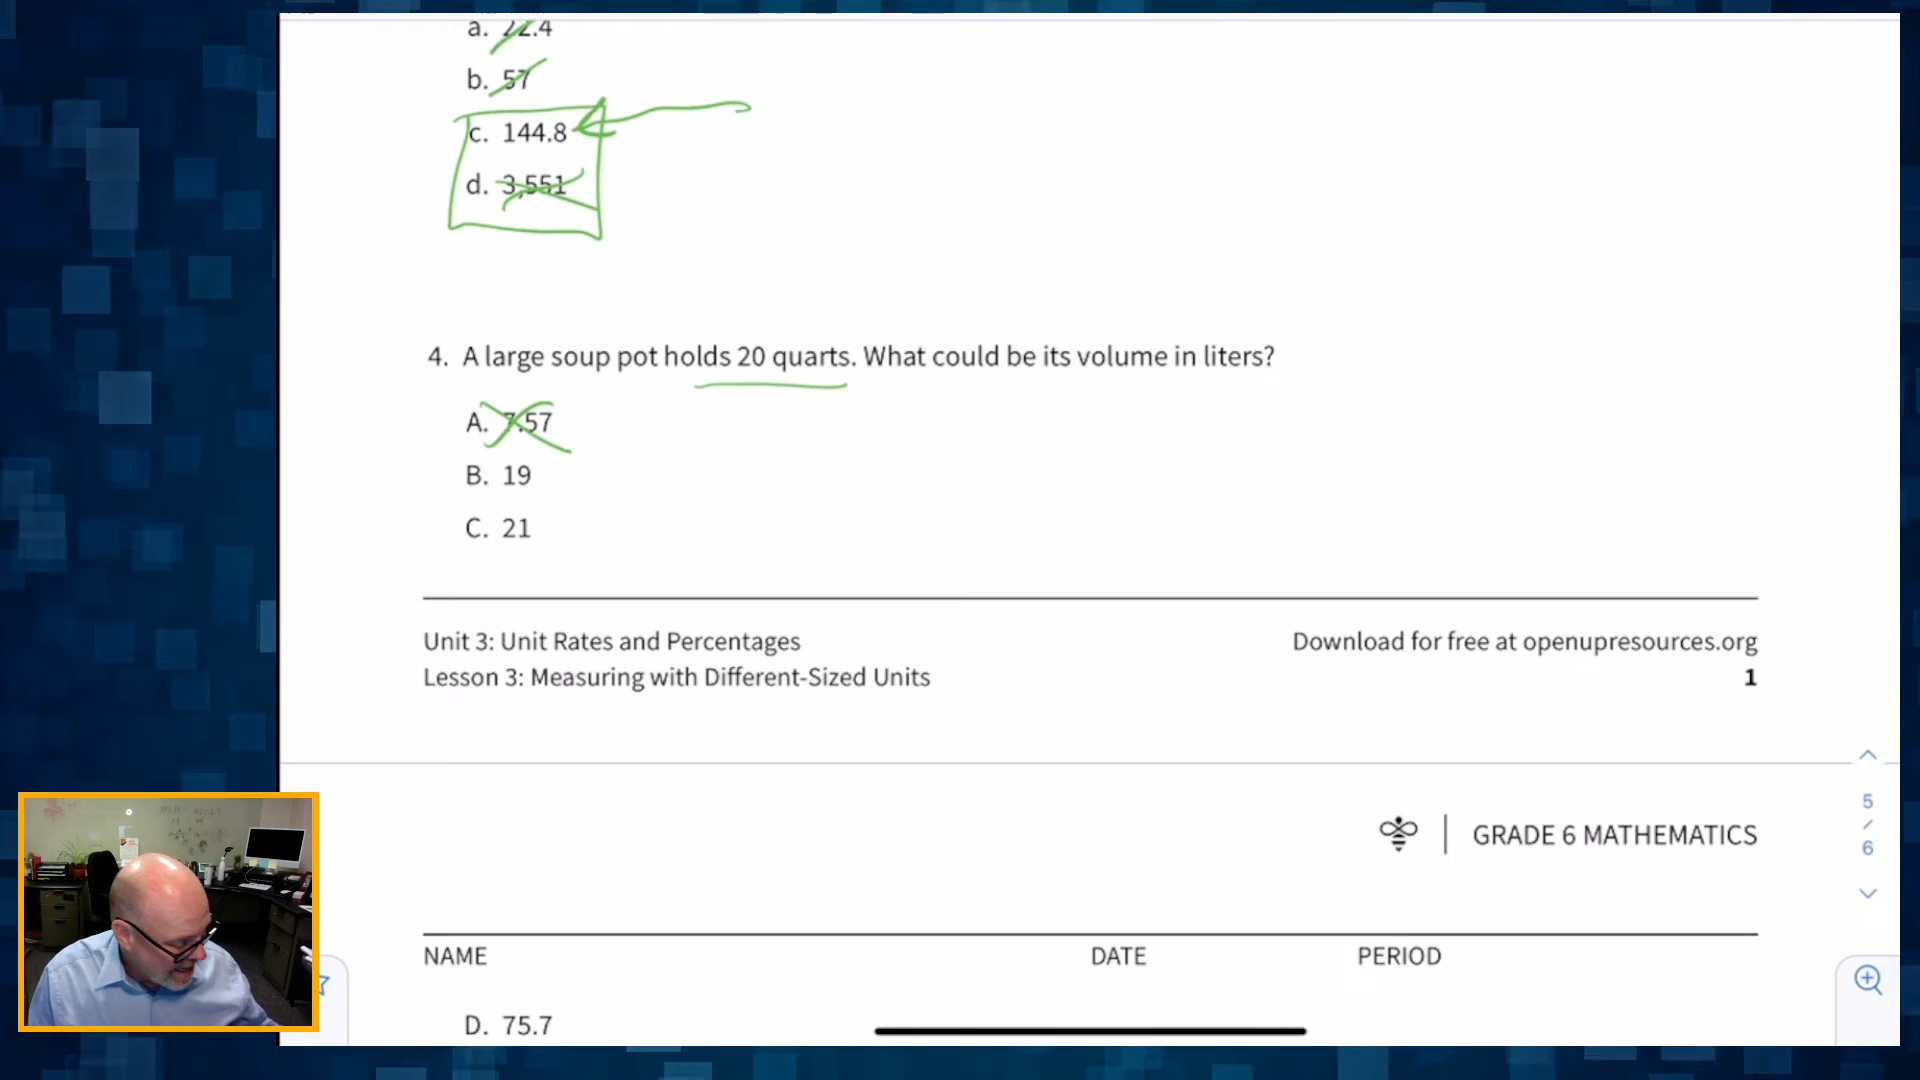 a. 22.4
b. 57
c. 144.8
d. 3,551
4. A large soup pot holds 20 quarts. What could be its volume in liters?
A. 7.57
B. 19
C. 21
Unit 3: Unit Rates and Percentages
Download for free at openupresources.org
Lesson 3: Measuring with Different-Sized Units
1
5
/
6
GRADE 6 MATHEMATICS
NAME
DATE
PERIOD
D. 75.7